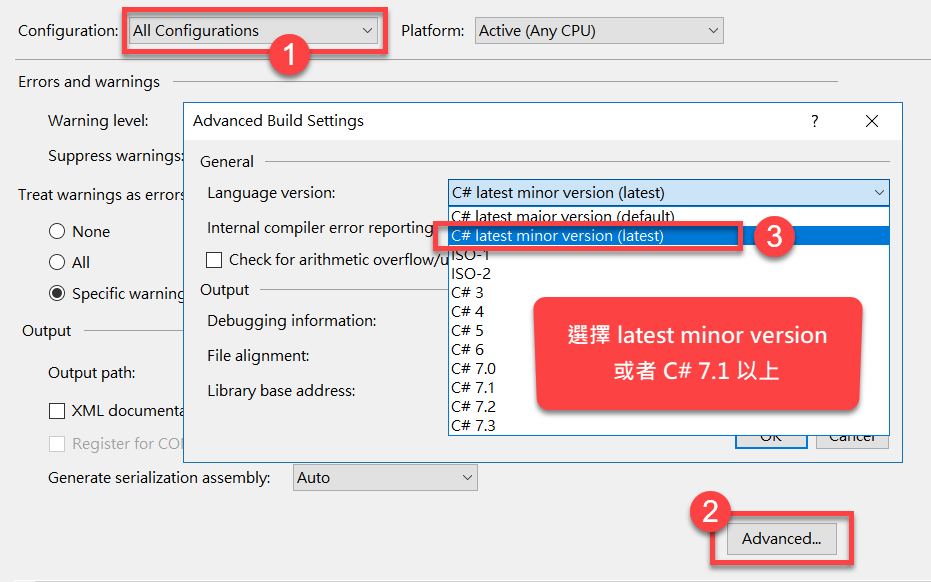 Configuration: All Configurations Platform: Active (Any CPU)
1
Errors and warnings
Warning level:
Suppress warnings:
Treat warnings as errors
None
All
Specific warning
Output
Output path:
XML documenta
Register for CO
Generate serialization assembly: Auto
2
Advanced...
Advanced Build Settings ? ×
General
Language version: C# latest minor version (latest)
C# latest major version (default)
C# latest minor version (latest)
3
ISO-1
ISO-2
C# 3
C# 4
C# 5
C# 6
C# 7.0
C# 7.1
C# 7.2
C# 7.3
Internal compiler error reporting
Check for arithmetic overflow/u
Output
Debugging information:
File alignment:
Library base address:
選擇 latest minor version
或者 C# 7.1 以上
OK Cancel